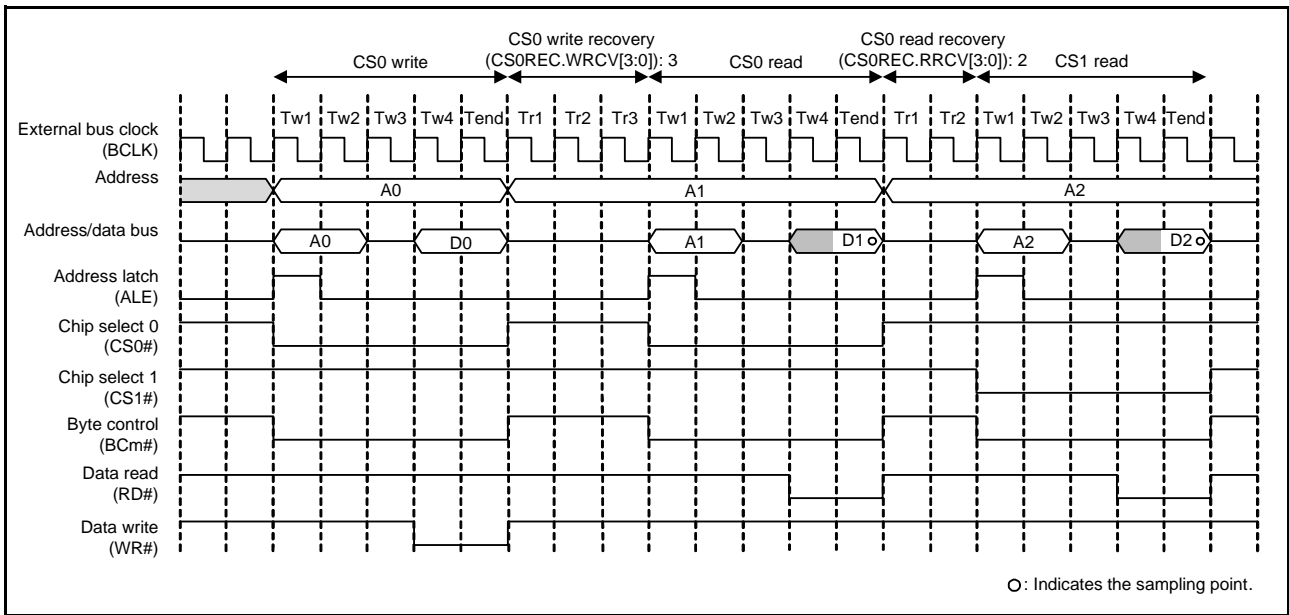 CS0 write recovery
CS0 read recovery
CS0 write
(CS0REC.WRCV[3:0]): 3
CS0 read
(CS0REC.RRCV[3:0]): 2
CS1 read
Tw1 Tw2 Tw3 Tw4 Tend Tr1 Tr2 Tr3 Tw1 Tw2 Tw3 Tw4 Tend Tr1 Tr2 Tw1 Tw2 Tw3 Tw4 Tend
External bus clock
(BCLK)
Address
A0 A1 A2
Address/data bus
A0 D0 A1 D1 A2 D2
Address latch
(ALE)
Chip select 0
(CS0#)
Chip select 1
(CS1#)
Byte control
(BCm#)
Data read
(RD#)
Data write
(WR#)
: Indicates the sampling point.